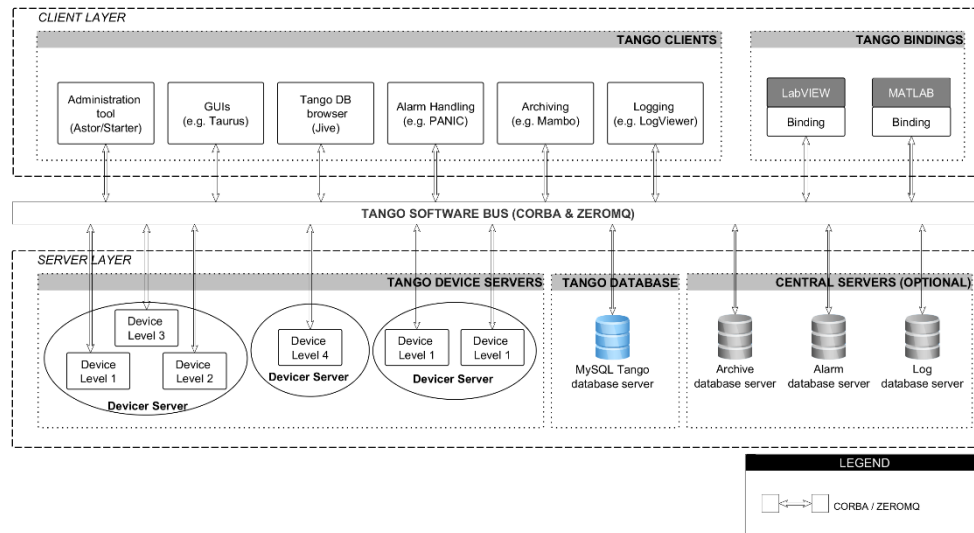 CLIENT LAYER
TANGO CLIENTS
TANGO BINDINGS
Administration
tool
(Astor/Starter)
GUIs
(e.g. Taurus)
Tango DB
browser
(Jive)
Alarm Handling
(e.g. PANIC)
Archiving
(e.g. Mambo)
Logging
(e.g. LogViewer)
LabVIEW
Binding
MATLAB
Binding
TANGO SOFTWARE BUS (CORBA & ZEROMQ)
SERVER LAYER
TANGO DEVICE SERVERS
TANGO DATABASE
CENTRAL SERVERS (OPTIONAL)
Device
Level 3
Device
Level 1
Device
Level 2
Devicer Server
Device
Level 4
Devicer Server
Device
Level 1
Device
Level 1
Devicer Server
MySQL Tango
database server
Archive
database server
Alarm
database server
Log
database server
LEGEND
CORBA / ZEROMQ